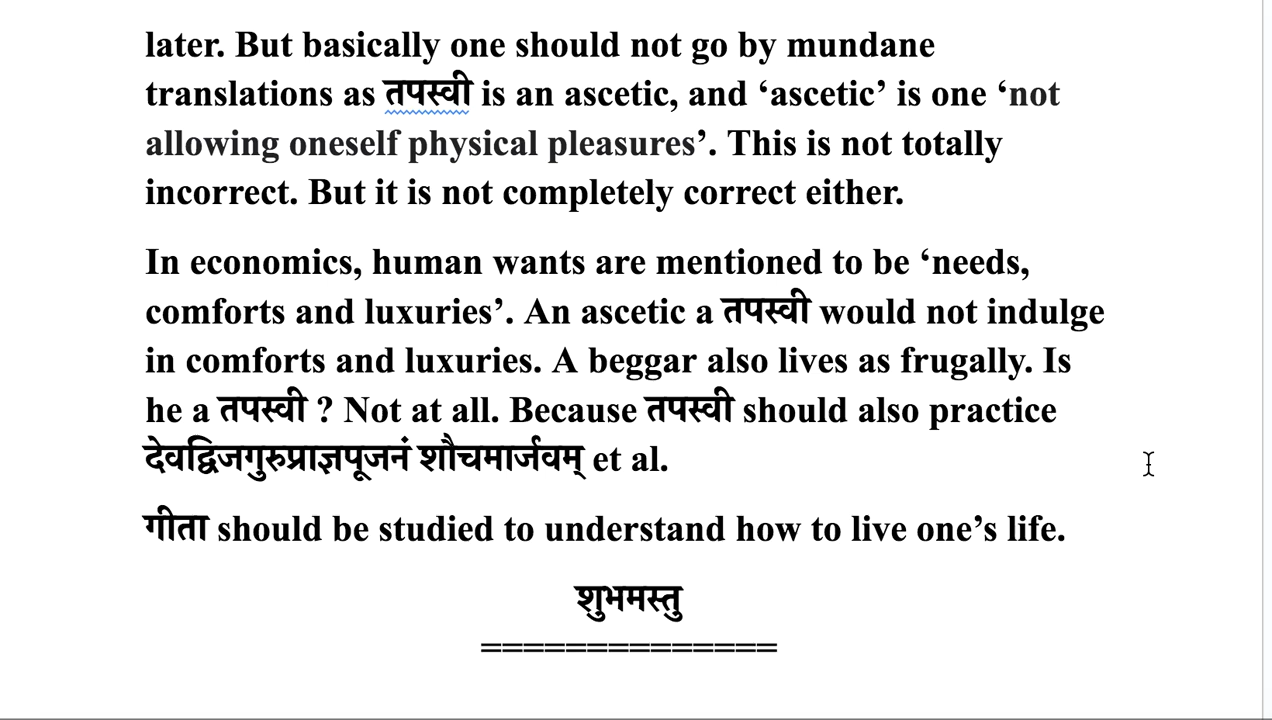 later. But basically one should not go by mundane
translations as तपस्वी is an ascetic, and ‘ascetic’ is one ‘not
allowing oneself physical pleasures’. This is not totally
incorrect. But it is not completely correct either.
In economics, human wants are mentioned to be ‘needs,
comforts and luxuries’. An ascetic a तपस्वी would not indulge
in comforts and luxuries. A beggar also lives as frugally. Is
he a तपस्वी ? Not at all. Because तपस्वी should also practice
देवद्विजगुरुप्राज्ञपूजनं शौचमार्जवम् et al.
गीता should be studied to understand how to live one’s life.
शुभमस्तु
==============